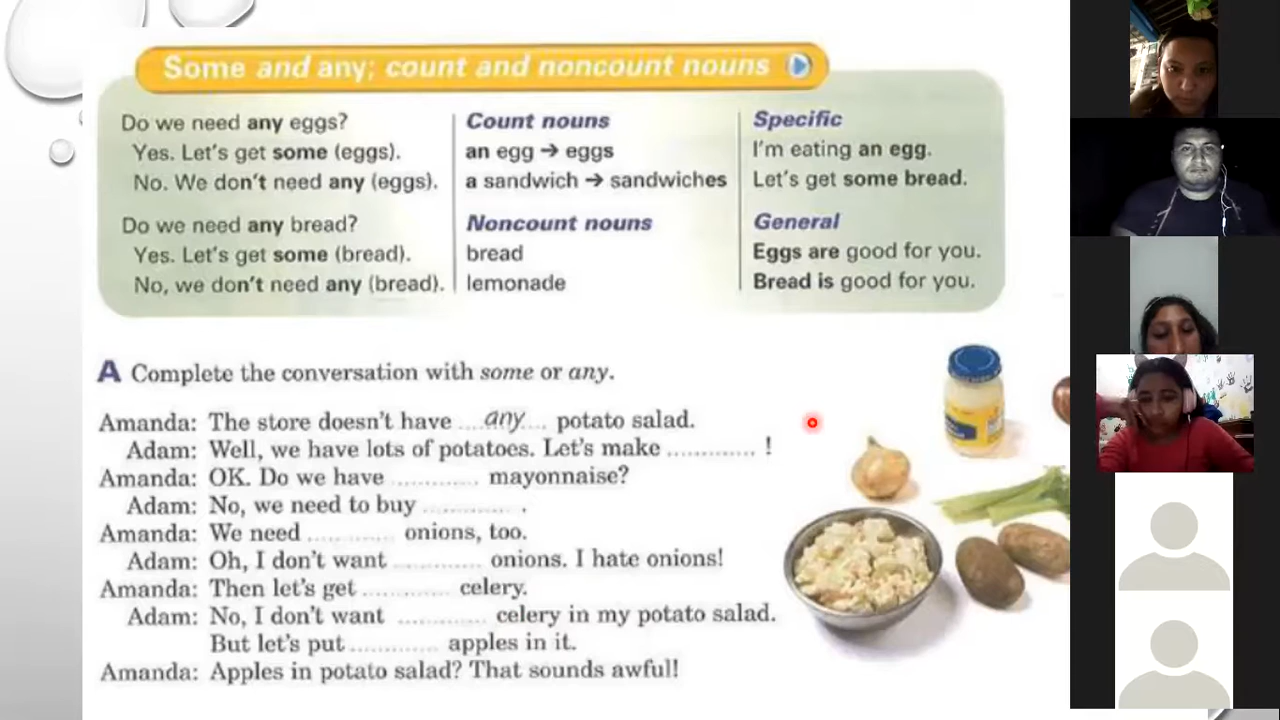 Some and any; count and noncount nouns
Do we need any eggs?
Yes. Let's get some (eggs).
No. We don't need any (eggs).
Do we need any bread?
Yes. Let's get some (bread).
No, we don't need any (bread).
Count nouns
an egg → eggs
a sandwich → sandwiches
Noncount nouns
bread
lemonade
Specific
I'm eating an egg.
Let's get some bread.
General
Eggs are good for you.
Bread is good for you.
A Complete the conversation with some or any.
Amanda: The store doesn't have ....any.... potato salad.
Adam: Well, we have lots of potatoes. Let's make ............. !
Amanda: OK. Do we have ............. mayonnaise?
Adam: No, we need to buy ............. .
Amanda: We need ............. onions, too.
Adam: Oh, I don't want ............. onions. I hate onions!
Amanda: Then let's get ............. celery.
Adam: No, I don't want ............. celery in my potato salad.
But let's put ............. apples in it.
Amanda: Apples in potato salad? That sounds awful!